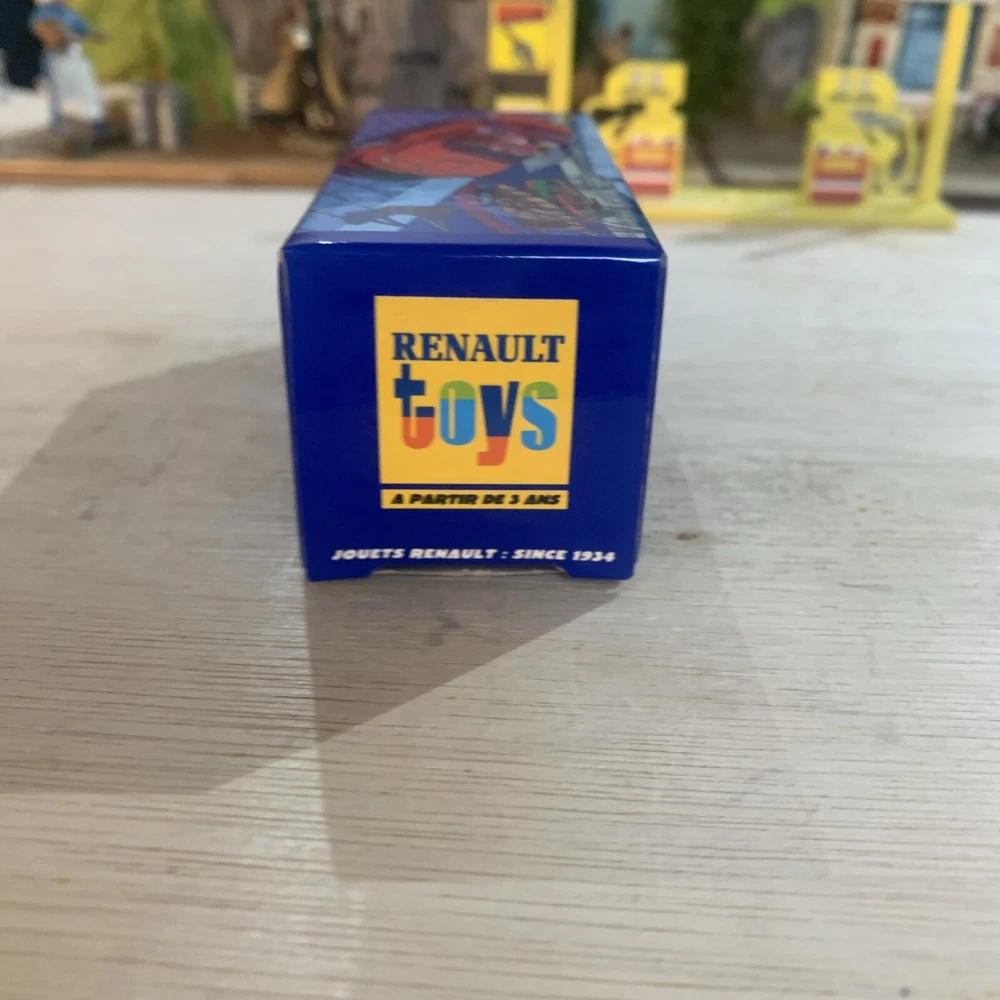 RENAULT
toys
A PARTIR DE 3 ANS
JOUETS RENAULT : SINCE 1934